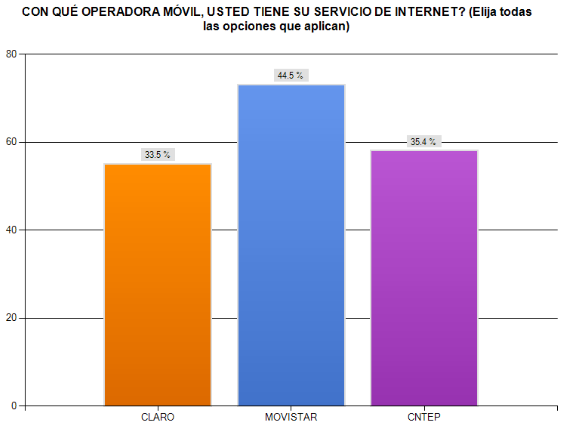 CON QUÉ OPERADORA MÓVIL, USTED TIENE SU SERVICIO DE INTERNET? (Elija todas
las opciones que aplican)
80
60
40
20
0
33.5 %
44.5 %
35.4 %
CLARO
MOVISTAR
CNTEP